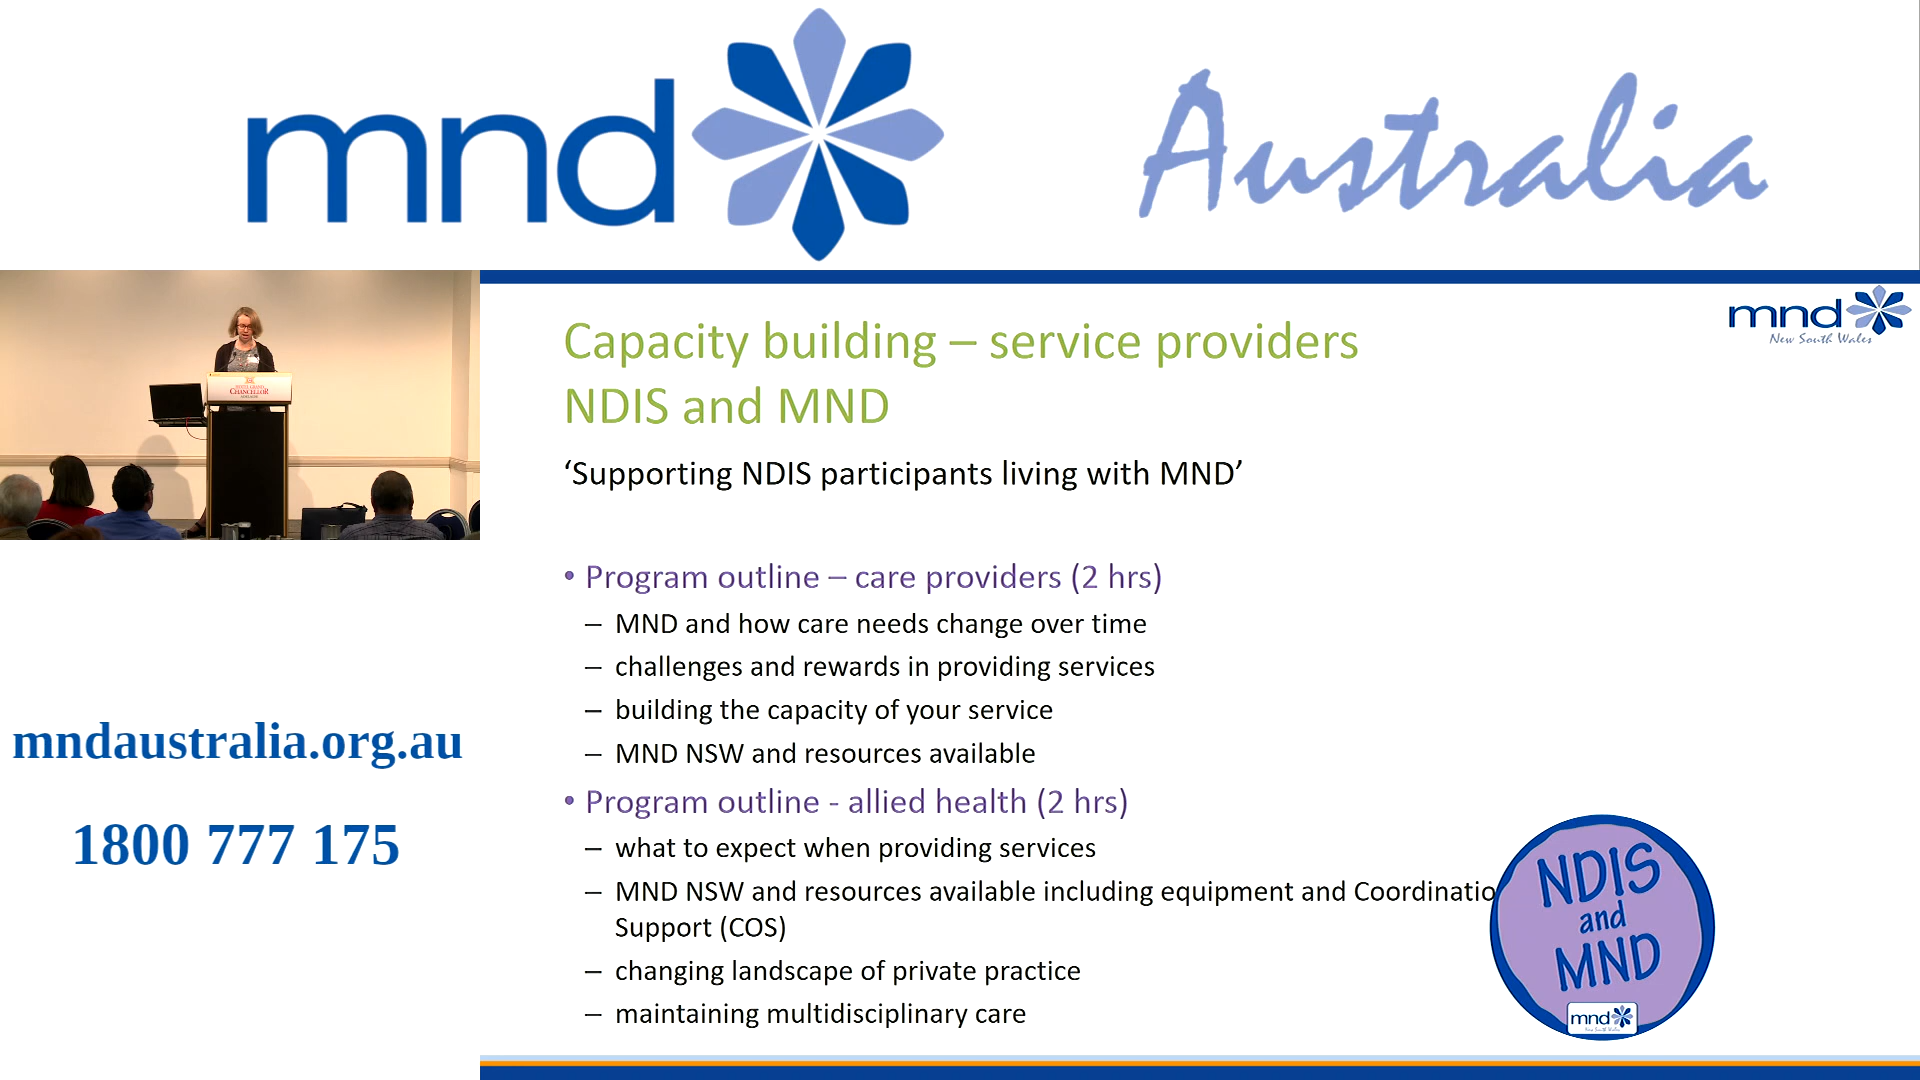 mnd Australia
mnd
New South Wales
Capacity building – service providers
NDIS and MND
‘Supporting NDIS participants living with MND’
• Program outline – care providers (2 hrs)
– MND and how care needs change over time
– challenges and rewards in providing services
– building the capacity of your service
– MND NSW and resources available
• Program outline - allied health (2 hrs)
– what to expect when providing services
– MND NSW and resources available including equipment and Coordinatio
Support (COS)
– changing landscape of private practice
– maintaining multidisciplinary care
NDIS
and
MND
mnd
New South Wales
CHANCELLOR
mndaustralia.org.au
1800 777 175